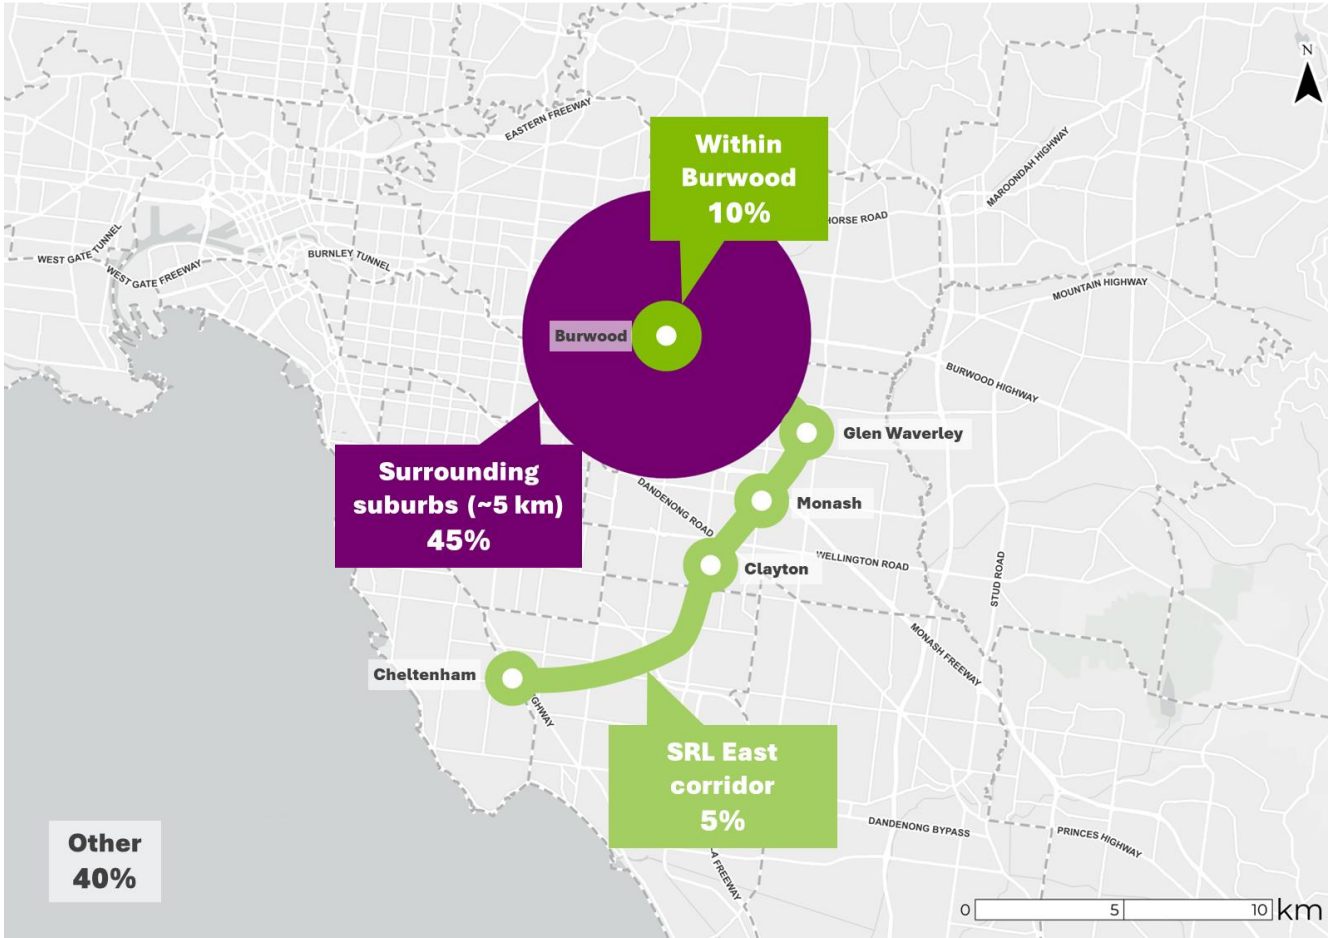 N
EASTERN FREEWAY
MAROONDAH HIGHWAY
Within
Burwood
10%
HORSE ROAD
WEST GATE TUNNEL
WEST GATE FREEWAY
BURNLEY TUNNEL
MOUNTAIN HIGHWAY
Burwood
BURWOOD HIGHWAY
Glen Waverley
Surrounding
suburbs (~5 km)
45%
DANDENONG ROAD
Monash
WELLINGTON ROAD
Clayton
STUD ROAD
MONASH FREEWAY
Cheltenham
GHWAY
SRL East
corridor
5%
Other
40%
DANDENONG BYPASS
PRINCES HIGHWAY
LA FREEWAY
0 5 10 km